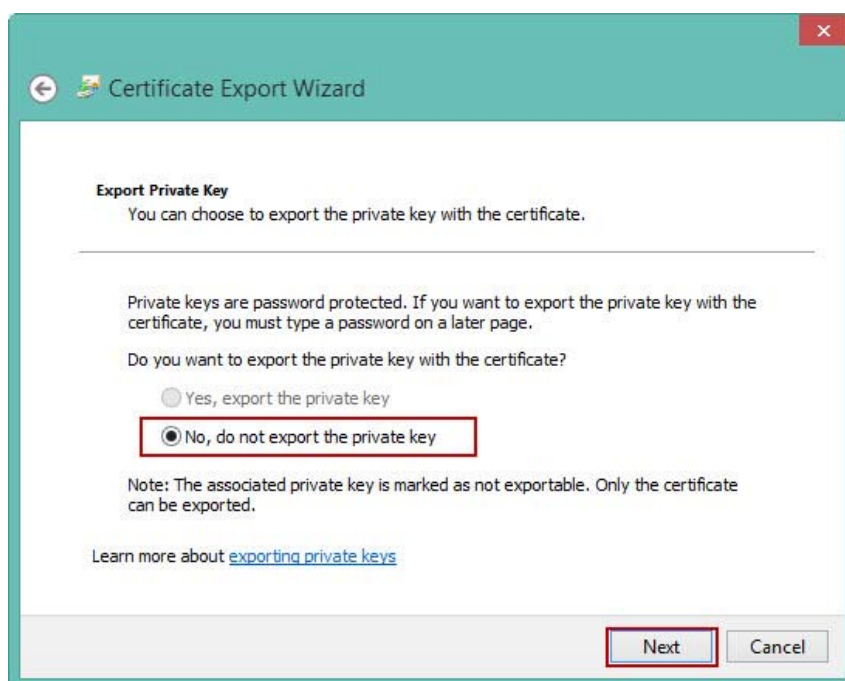 Certificate Export Wizard
Export Private Key
You can choose to export the private key with the certificate.
Private keys are password protected. If you want to export the private key with the
certificate, you must type a password on a later page.
Do you want to export the private key with the certificate?
Yes, export the private key
No, do not export the private key
Note: The associated private key is marked as not exportable. Only the certificate
can be exported.
Learn more about exporting private keys
Next Cancel